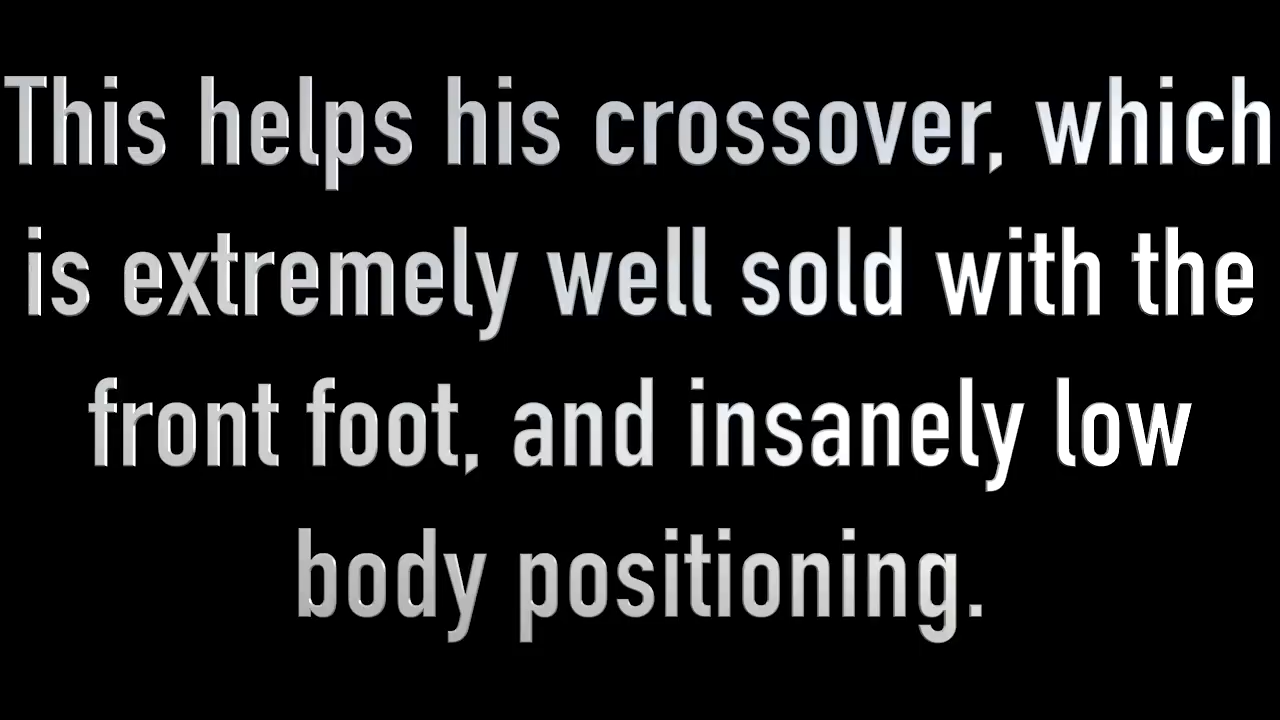 This helps his crossover, which
is extremely well sold with the
front foot, and insanely low
body positioning.